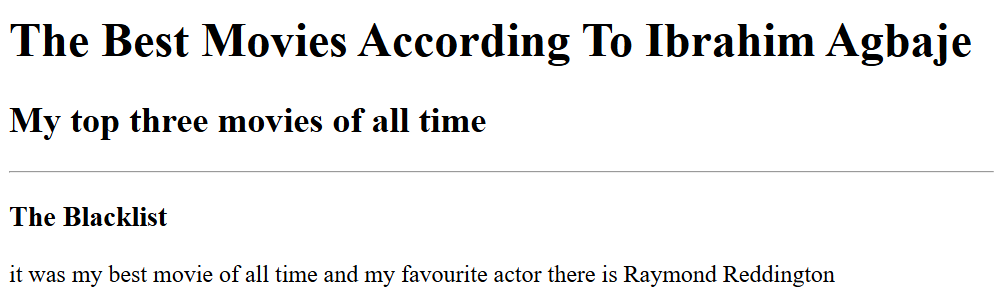 The Best Movies According To Ibrahim Agbaje
My top three movies of all time
The Blacklist
it was my best movie of all time and my favourite actor there is Raymond Reddington